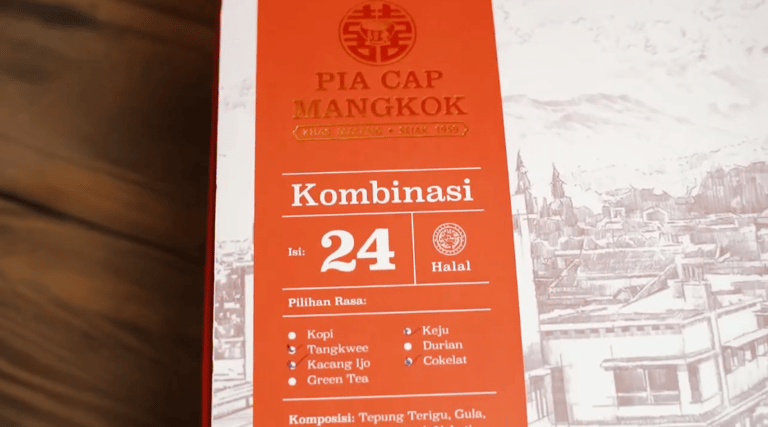 PIA CAP
MANGKOK
Kombinasi
Isi: 24
Halal
Pilihan Rasa:
Kopi
Tangkwee
Kacang Ijo
Green Tea
Keju
Durian
Cokelat
Komposisi: Tepung Terigu, Gula,